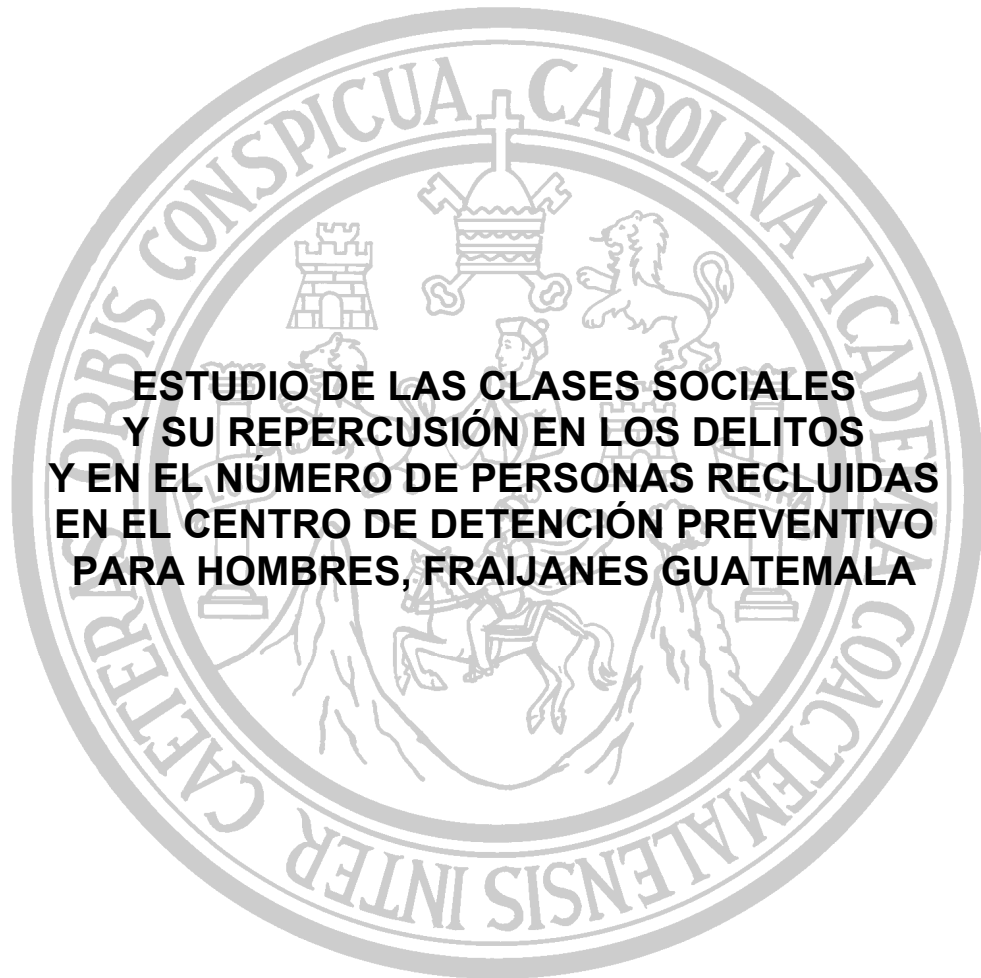 ESTUDIO DE LAS CLASES SOCIALES
Y SU REPERCUSIÓN EN LOS DELITOS
Y EN EL NÚMERO DE PERSONAS RECLUIDAS
EN EL CENTRO DE DETENCIÓN PREVENTIVO
PARA HOMBRES, FRAIJANES GUATEMALA
CAETERAS ORBIS CONSPICUA CAROLINA ACADEMIA COACTEMALENSIS INTER
PLUS